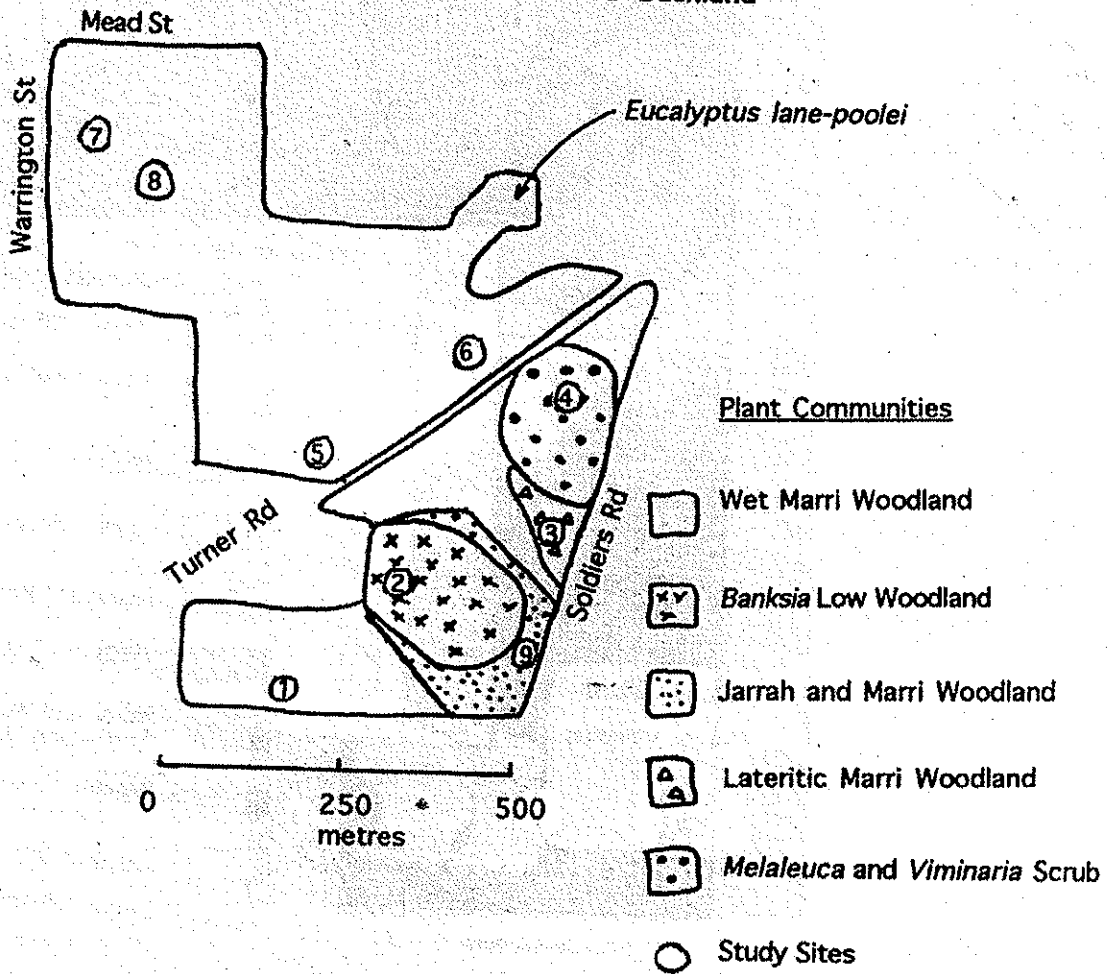 Mead St
Warrington St
Eucalyptus lane-poolei
7
8
6
4
5
Plant Communities
Wet Marri Woodland
3
Soldiers Rd
Turner Rd
2
Banksia Low Woodland
9
1
Jarrah and Marri Woodland
Lateritic Marri Woodland
0 250 500
metres
Melaleuca and Viminaria Scrub
Study Sites